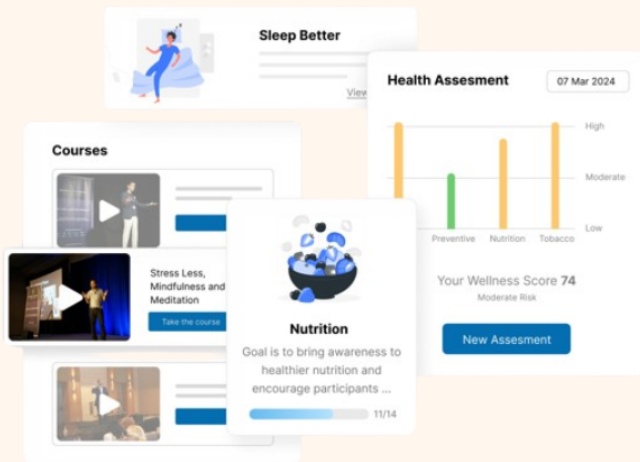 Sleep Better
View
Health Assesment
07 Mar 2024
High
Moderate
Low
Preventive
Nutrition
Tobacco
Your Wellness Score 74
Moderate Risk
New Assesment
Courses
Stress Less,
Mindfulness and
Meditation
Take the course
Nutrition
Goal is to bring awareness to
healthier nutrition and
encourage participants ...
11/14